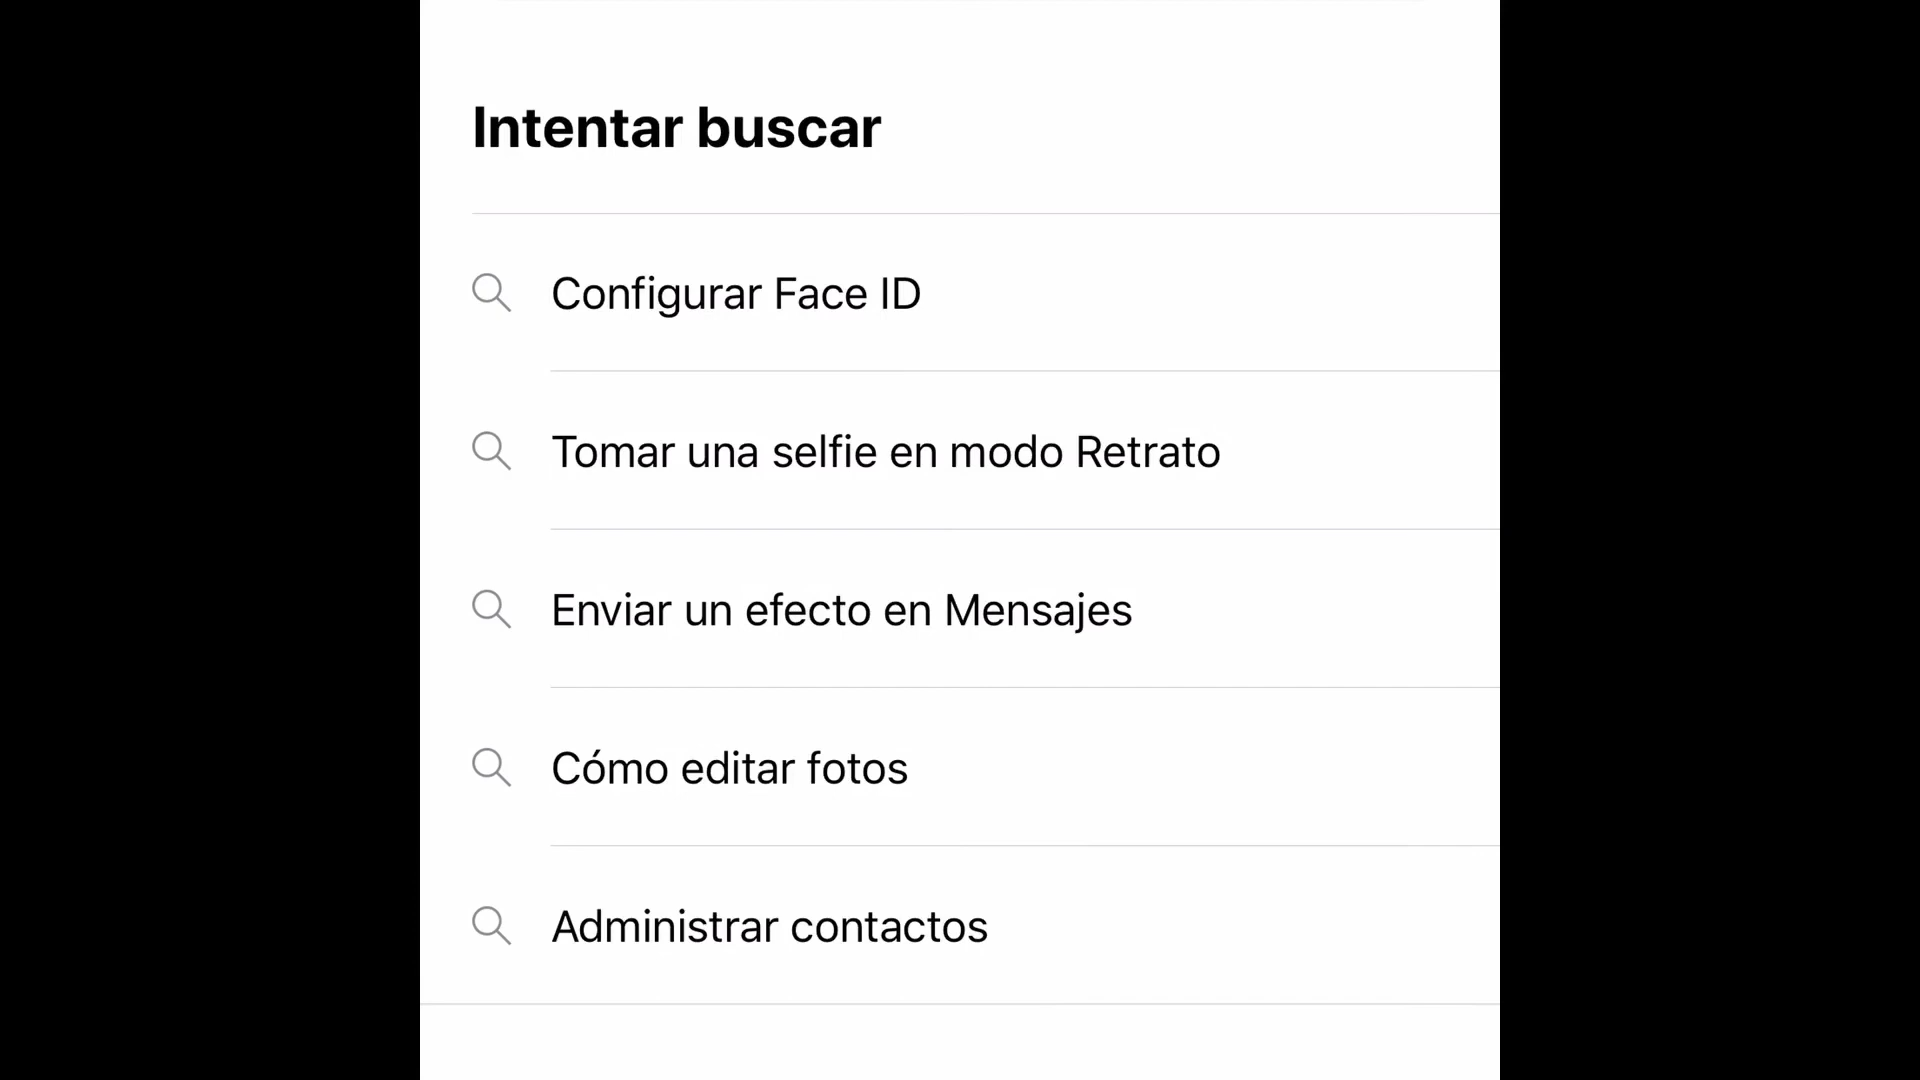 Intentar buscar
Configurar Face ID
Tomar una selfie en modo Retrato
Enviar un efecto en Mensajes
Cómo editar fotos
Administrar contactos